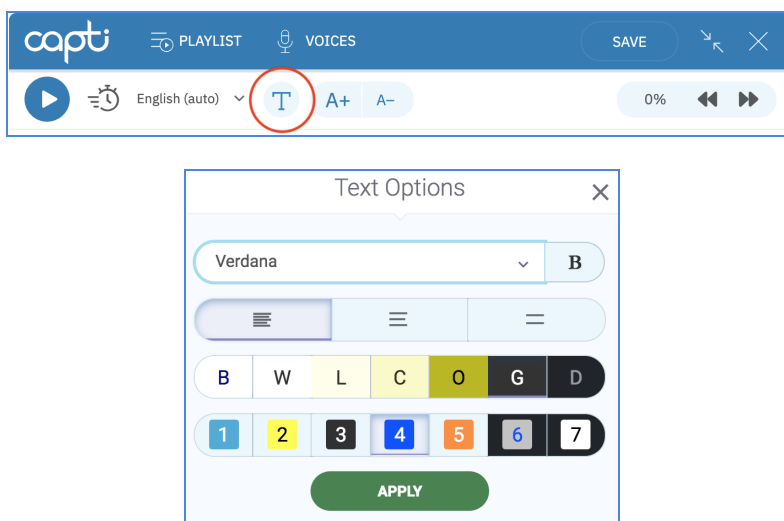 capti PLAYLIST VOICES SAVE
English (auto) T A+ A– 0%
Text Options
Verdana B
B W L C O G D
1 2 3 4 5 6 7
APPLY